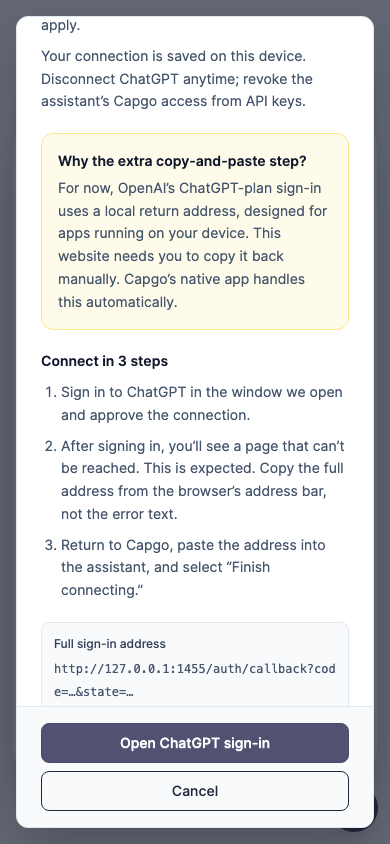 apply.
Your connection is saved on this device.
Disconnect ChatGPT anytime; revoke the
assistant’s Capgo access from API keys.
Why the extra copy-and-paste step?
For now, OpenAI’s ChatGPT-plan sign-in
uses a local return address, designed for
apps running on your device. This
website needs you to copy it back
manually. Capgo’s native app handles
this automatically.
Connect in 3 steps
1. Sign in to ChatGPT in the window we open
and approve the connection.
2. After signing in, you’ll see a page that can’t
be reached. This is expected. Copy the full
address from the browser’s address bar,
not the error text.
3. Return to Capgo, paste the address into
the assistant, and select “Finish
connecting.”
Full sign-in address
http://127.0.0.1:1455/auth/callback?cod
e=…&state=…
Open ChatGPT sign-in
Cancel